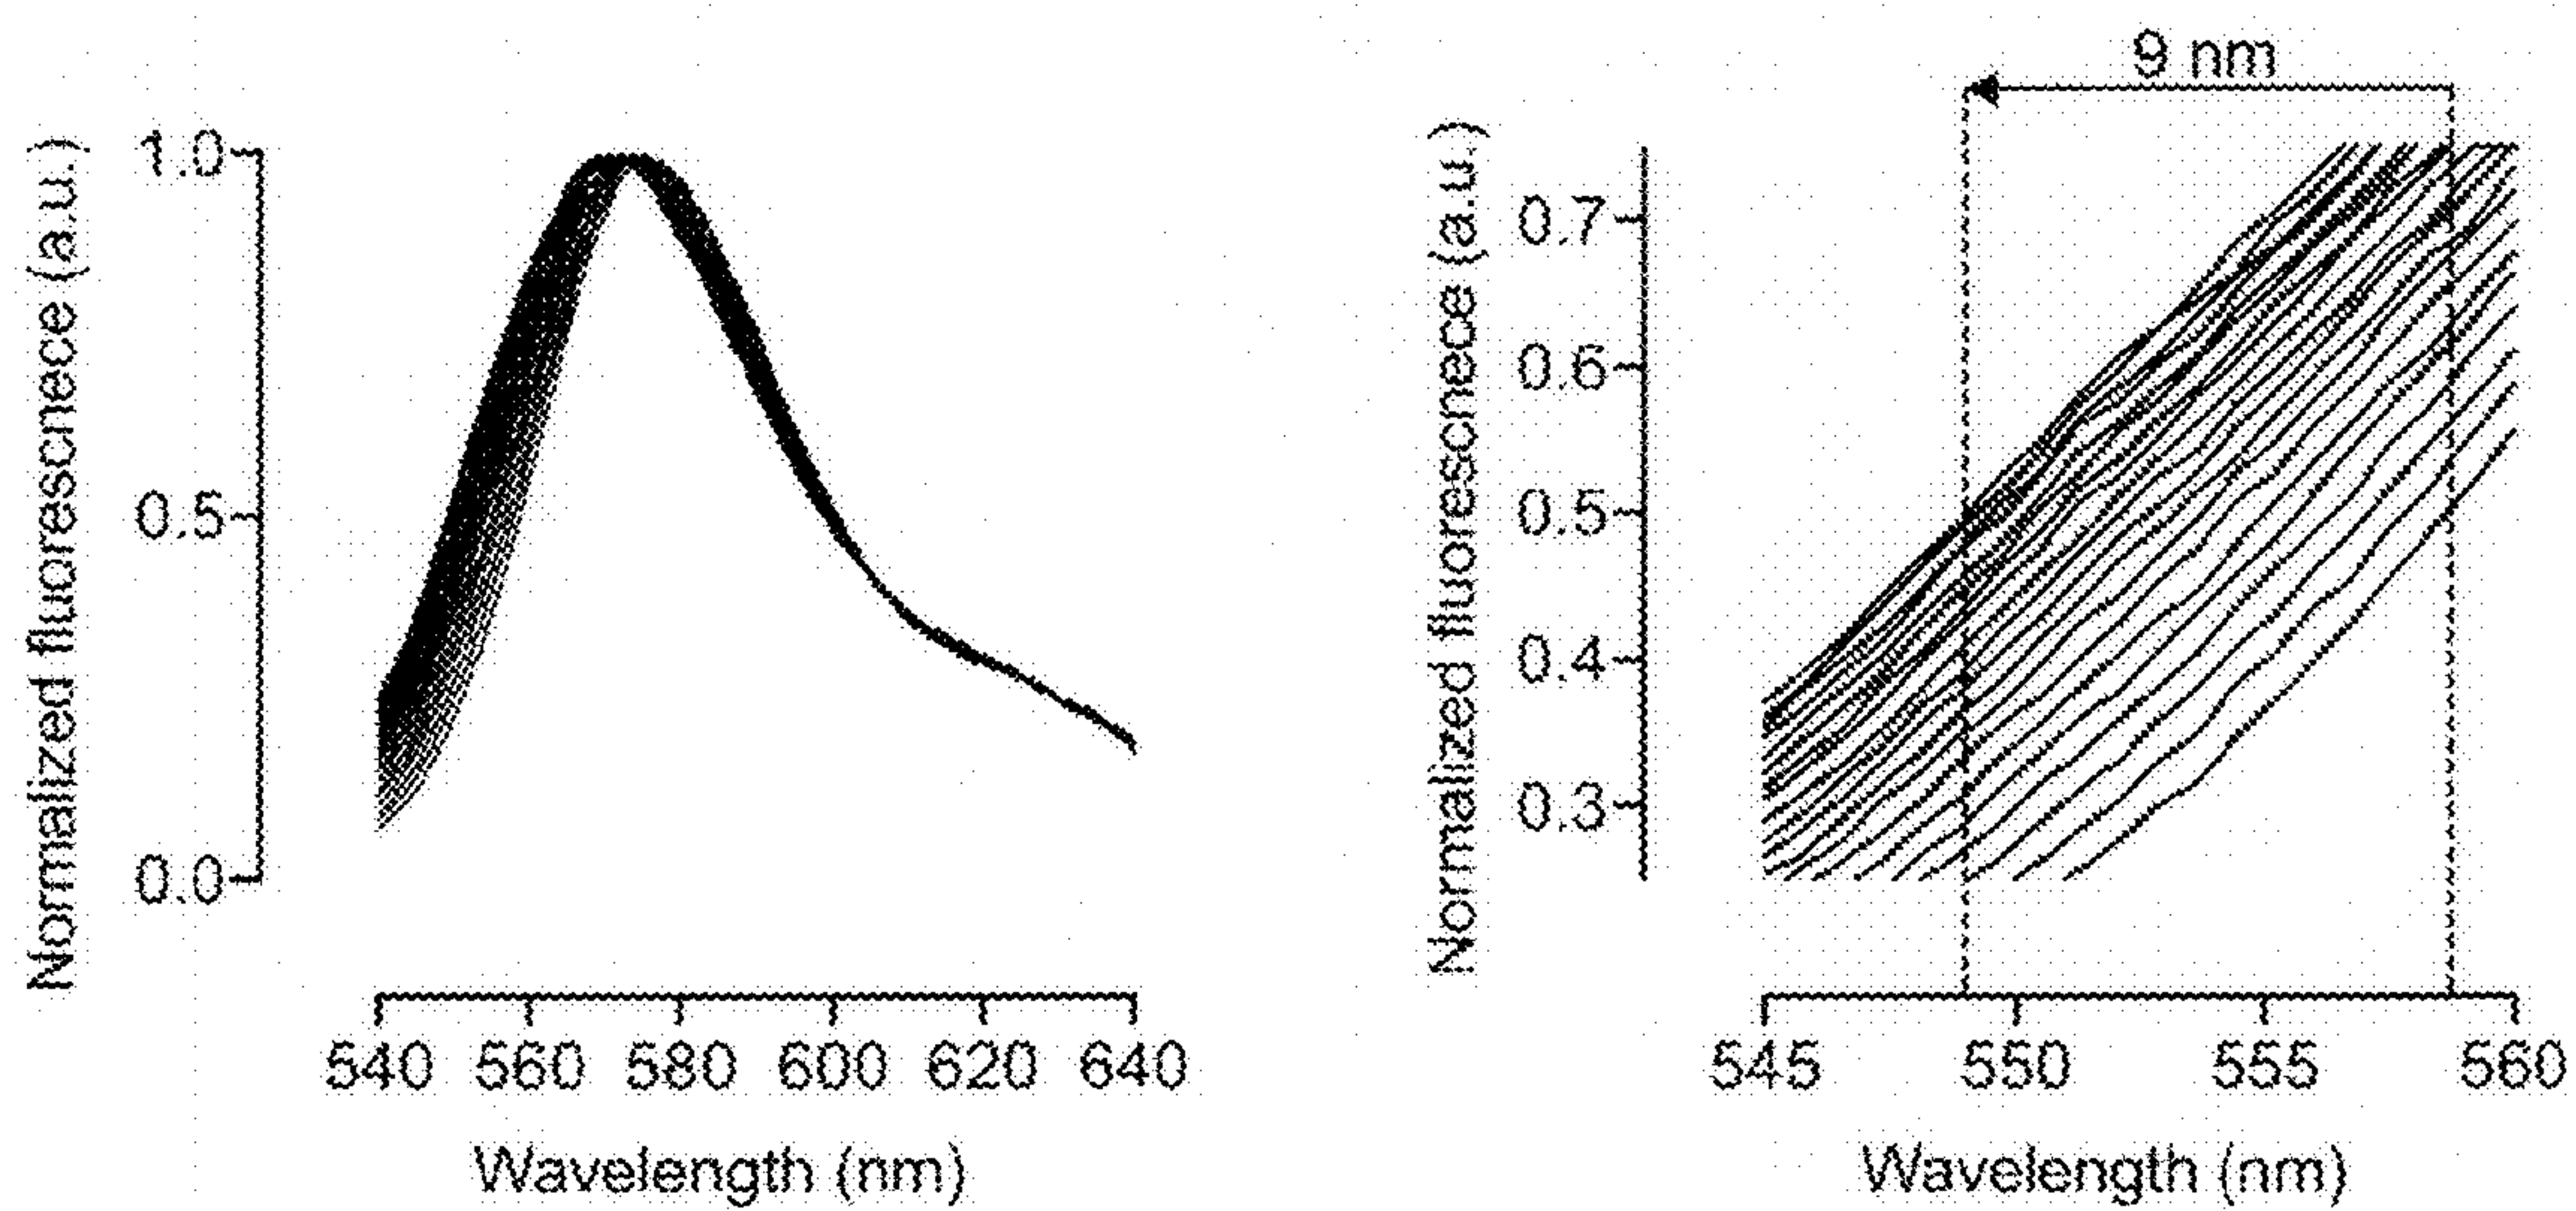 Normalized fluorescnece (a.u.)
1.0
0.5
0.0
540 560 580 600 620 640
Wavelength (nm)
9 nm
Normalized fluorescnece (a.u.)
0.7
0.6
0.5
0.4
0.3
545 550 555 560
Wavelength (nm)